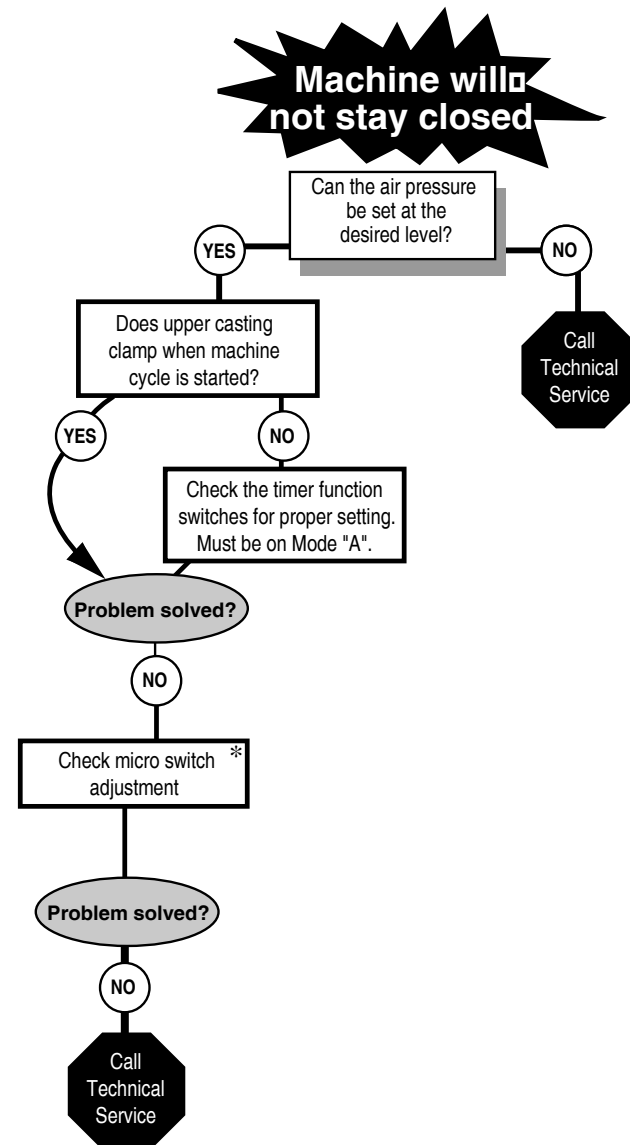 Machine will
not stay closed
Can the air pressure
be set at the
desired level?
YES
NO
Does upper casting
clamp when machine
cycle is started?
Call
Technical
Service
YES
NO
Check the timer function
switches for proper setting.
Must be on Mode "A".
Problem solved?
NO
Check micro switch *
adjustment
Problem solved?
NO
Call
Technical
Service